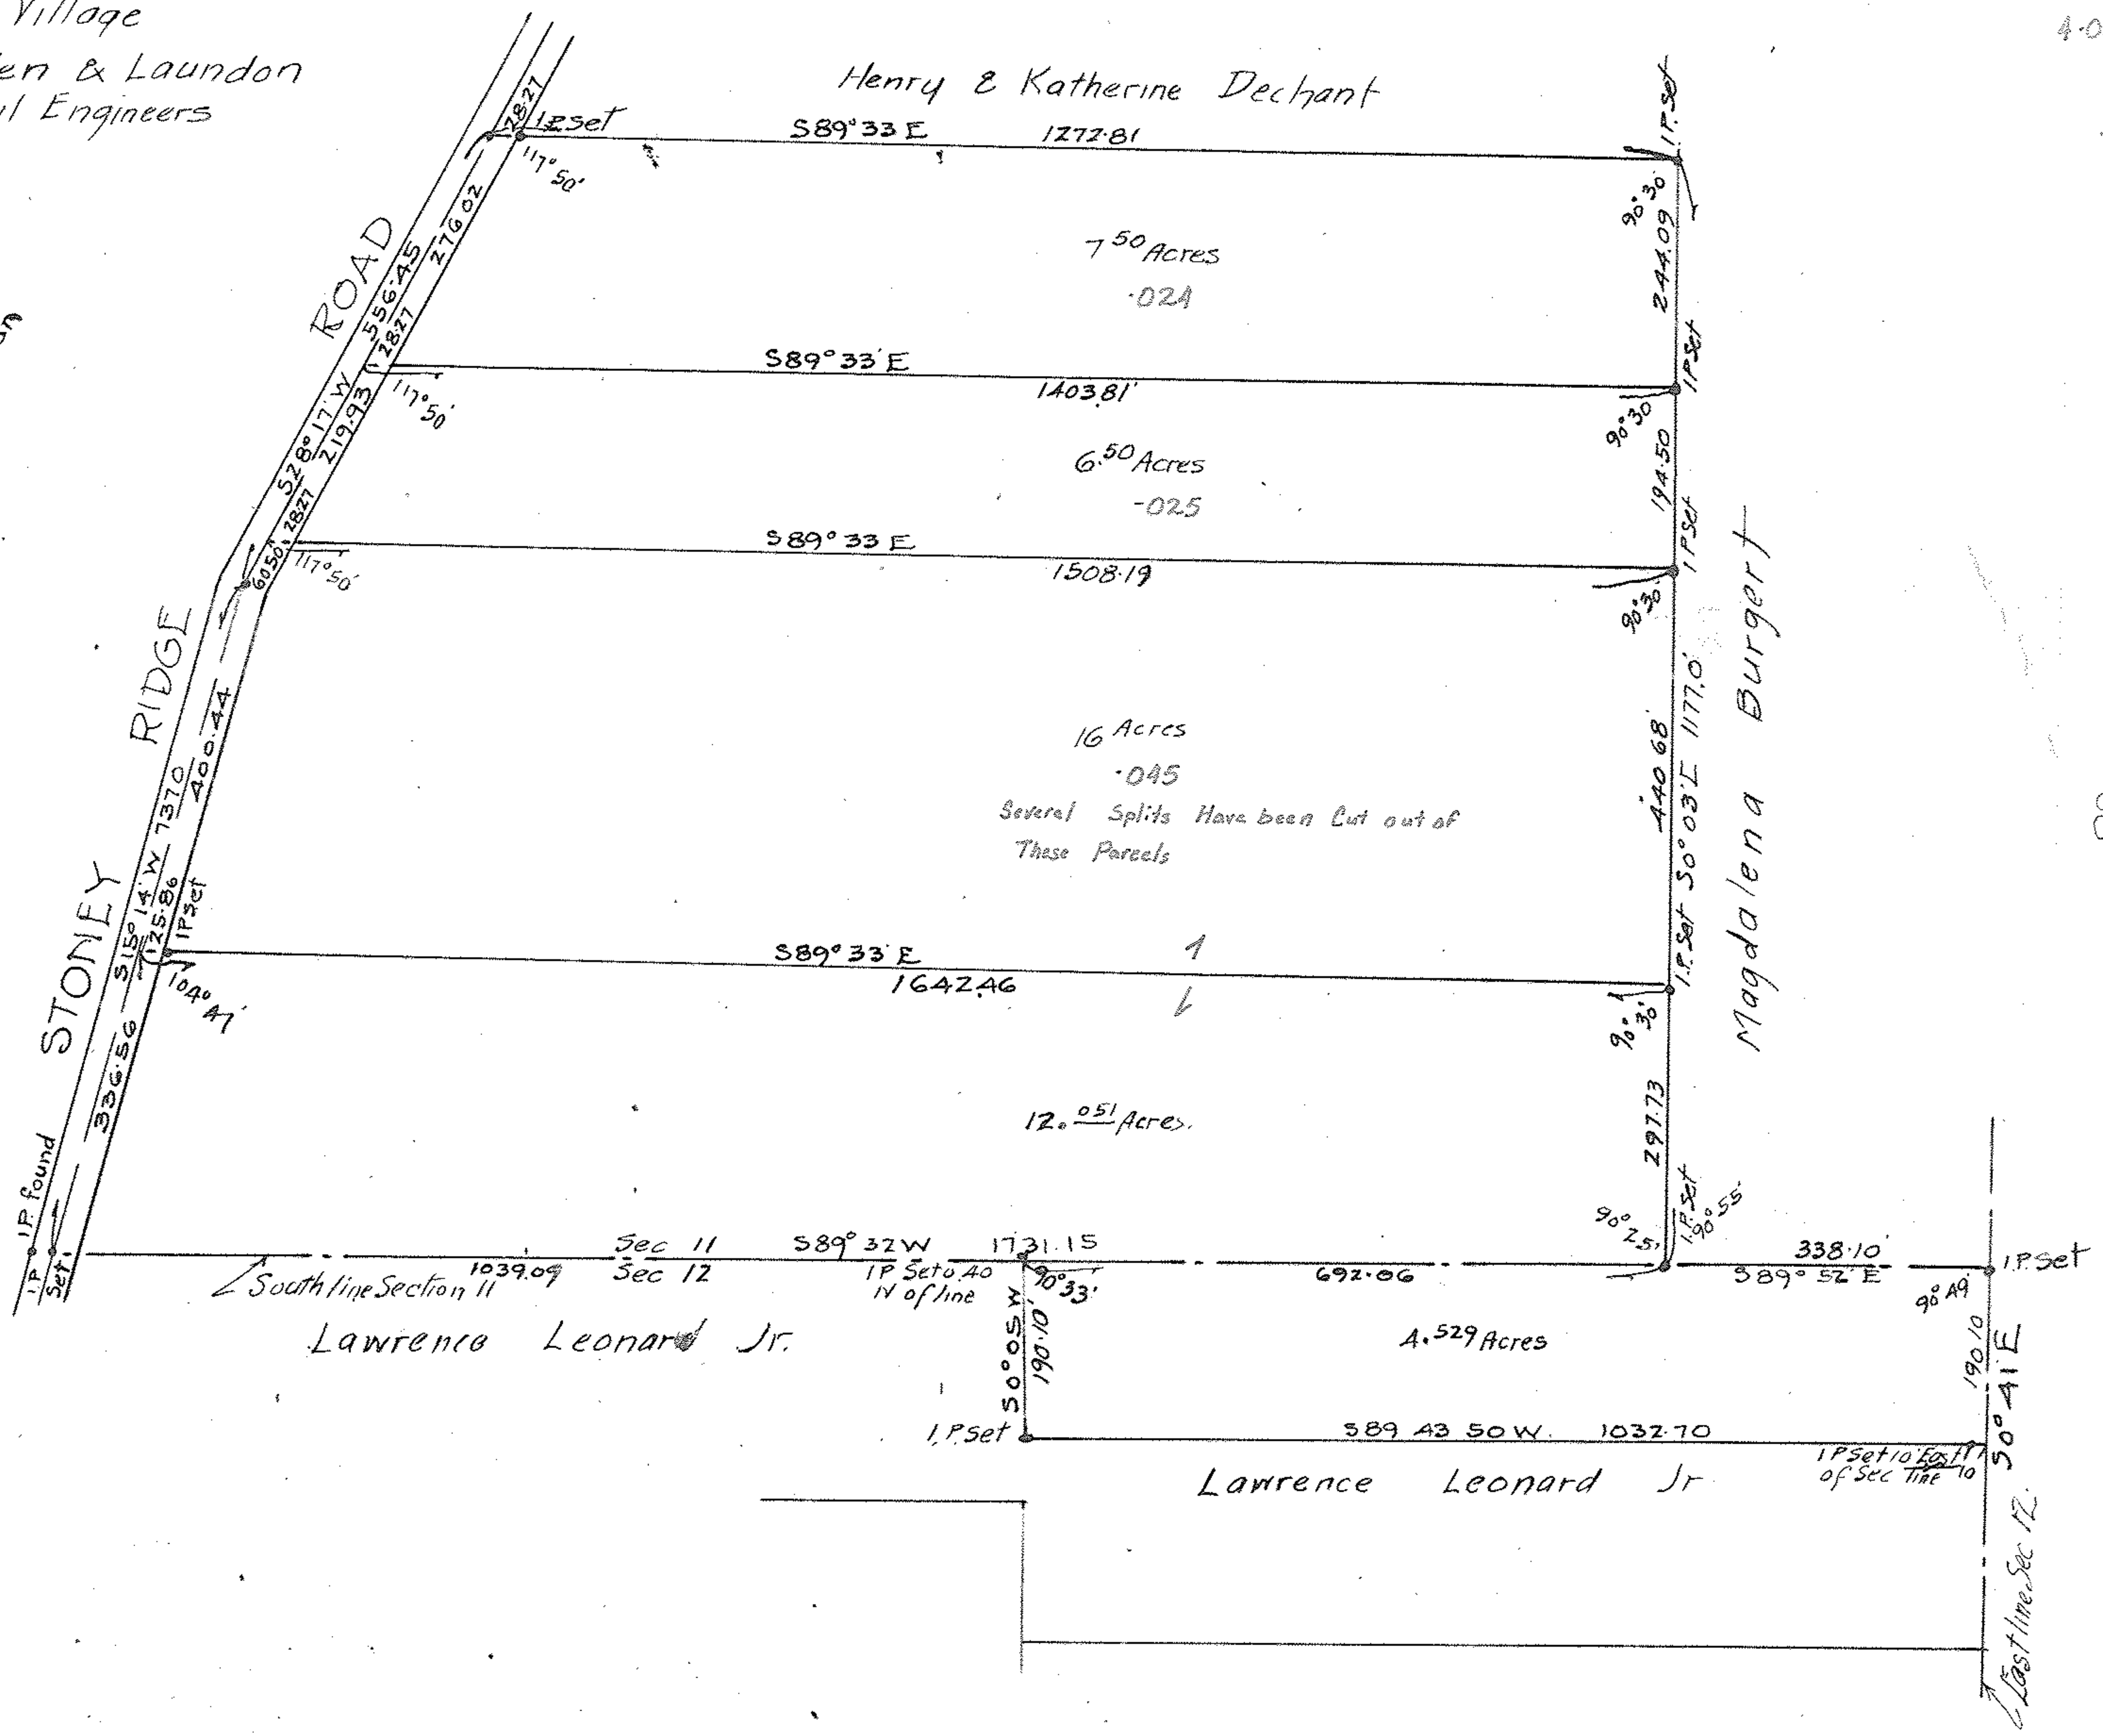 Village
en & Laundon
Engineers
4.0
Henry & Katherine Dechant
28.27
I.P. set
S89°33 E 1272.81
I.P. Set
117° 50'
90° 30'
276 02
556.45
244.09
7 50 Acres
.024
ROAD
28.27
S89°33' E
1403.81'
I P Set
117° 50'
90° 30
S28° 17' W
219.93
194.50
6.50 Acres
-025
28.27
S89°33 E
1508.19
I P Set
60.50
117° 50'
90° 30'
RIDGE
400.44
16 Acres
.045
Several Splits Have been Cut out of
These Parcels
440 68'
S0° 03' E 1177.0'
Magdalena Burgert
S15° 14' W 737.0
125.86
I P Set
S89°33' E
1642.46
I.P. Set
104° 47'
90° 30'
STONEY
336.56
297.73
12.051 Acres.
I.P. found
I.P. Set
I.P. Set
90° 25'
90° 55'
Sec 11 S89° 32 W 1731.15
338.10
1039.09 Sec 12
I P Set 0.40
N of line
90° 33'
692.06
S89° 52' E
I.P. Set
90° 49
South line Section 11
Lawrence Leonard Jr.
S0° 05 W
190.10'
4.529 Acres
190.10
S0° 41 E
I.P. Set
S89 43 50 W. 1032.70
I P Set 10' East
of Sec line
10
Lawrence Leonard Jr
East line Sec 12.